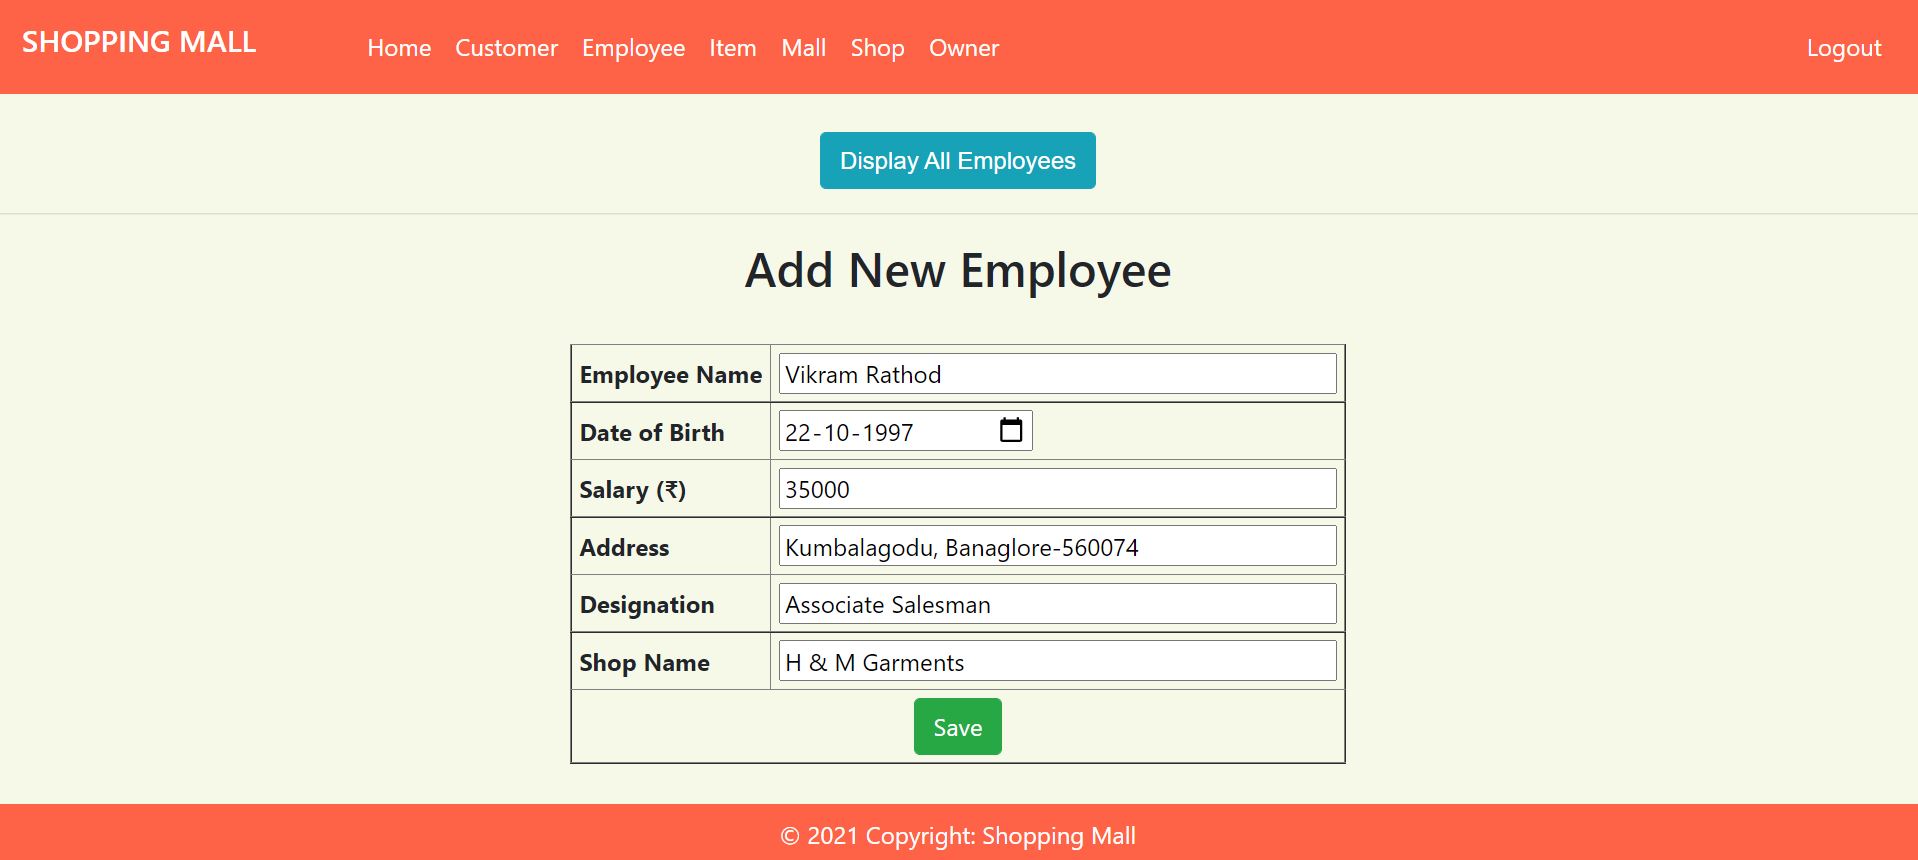 SHOPPING MALL Home Customer Employee Item Mall Shop Owner Logout
Display All Employees
Add New Employee
Employee Name Vikram Rathod
Date of Birth 22-10-1997
Salary (₹) 35000
Address Kumbalagodu, Banaglore-560074
Designation Associate Salesman
Shop Name H & M Garments
Save
© 2021 Copyright: Shopping Mall